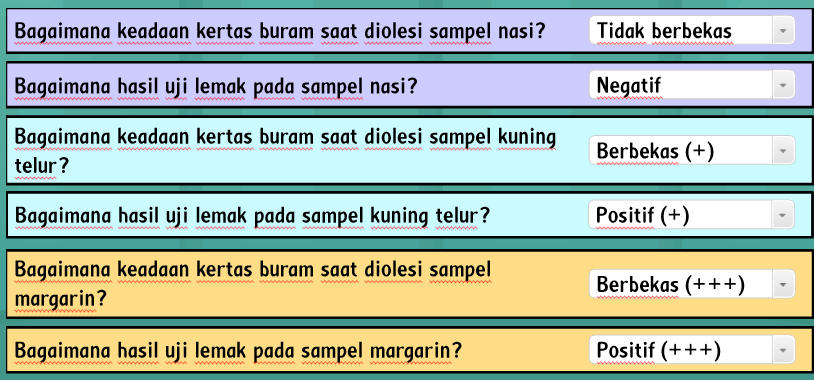 Bagaimana keadaan kertas buram saat diolesi sampel nasi?
Tidak berbekas
Bagaimana hasil uji lemak pada sampel nasi?
Negatif
Bagaimana keadaan kertas buram saat diolesi sampel kuning
telur?
Berbekas (+)
Bagaimana hasil uji lemak pada sampel kuning telur?
Positif (+)
Bagaimana keadaan kertas buram saat diolesi sampel
margarin?
Berbekas (+++)
Bagaimana hasil uji lemak pada sampel margarin?
Positif (+++)